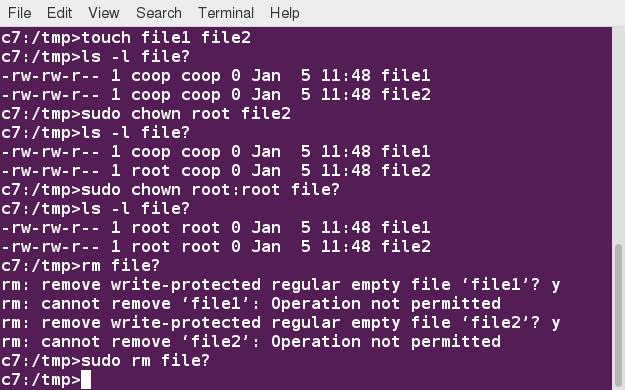 File Edit View Search Terminal Help
c7:/tmp>touch file1 file2
c7:/tmp>ls -l file?
-rw-rw-r-- 1 coop coop 0 Jan  5 11:48 file1
-rw-rw-r-- 1 coop coop 0 Jan  5 11:48 file2
c7:/tmp>sudo chown root file2
c7:/tmp>ls -l file?
-rw-rw-r-- 1 coop coop 0 Jan  5 11:48 file1
-rw-rw-r-- 1 root coop 0 Jan  5 11:48 file2
c7:/tmp>sudo chown root:root file?
c7:/tmp>ls -l file?
-rw-rw-r-- 1 root root 0 Jan  5 11:48 file1
-rw-rw-r-- 1 root root 0 Jan  5 11:48 file2
c7:/tmp>rm file?
rm: remove write-protected regular empty file ‘file1’? y
rm: cannot remove ‘file1’: Operation not permitted
rm: remove write-protected regular empty file ‘file2’? y
rm: cannot remove ‘file2’: Operation not permitted
c7:/tmp>sudo rm file?
c7:/tmp>